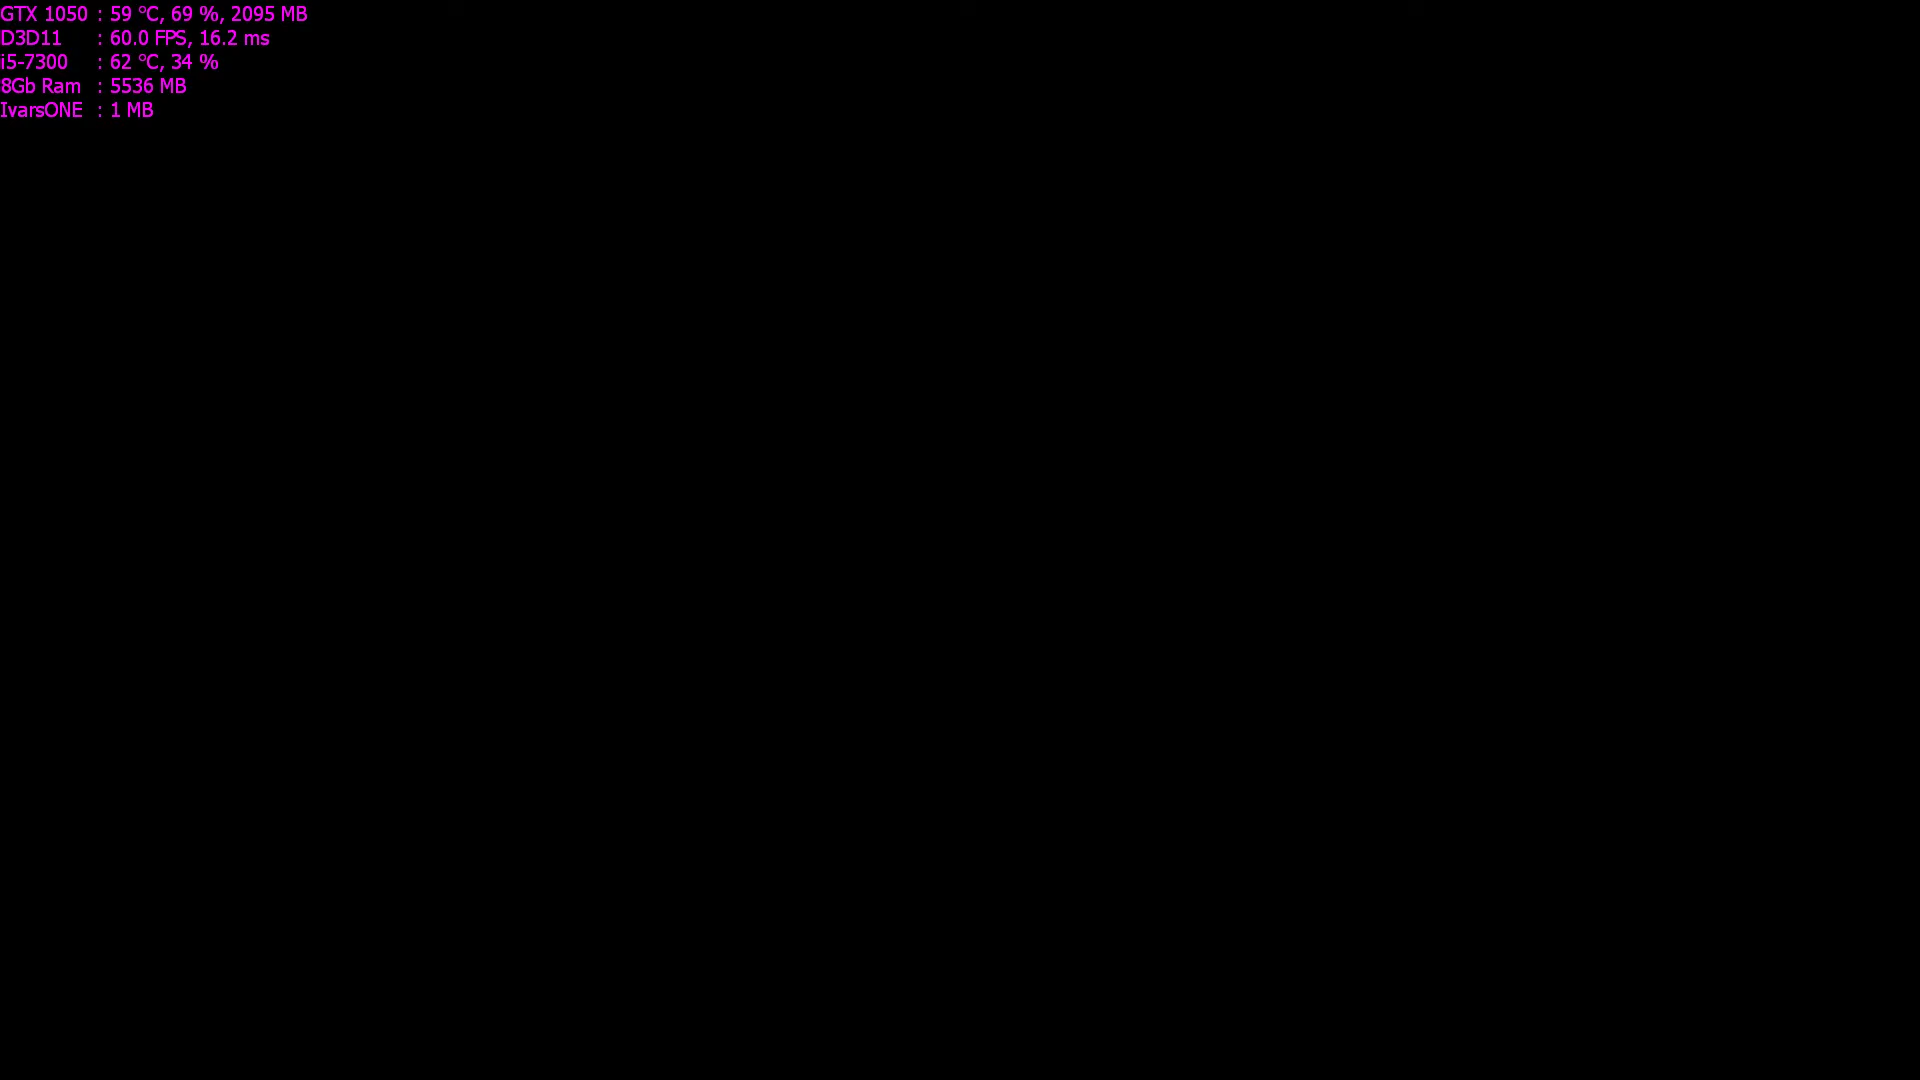 GTX 1050 : 59 °C, 69 %, 2095 MB
D3D11 : 60.0 FPS, 16.2 ms
i5-7300 : 62 °C, 34 %
8Gb Ram : 5536 MB
IvarsONE : 1 MB